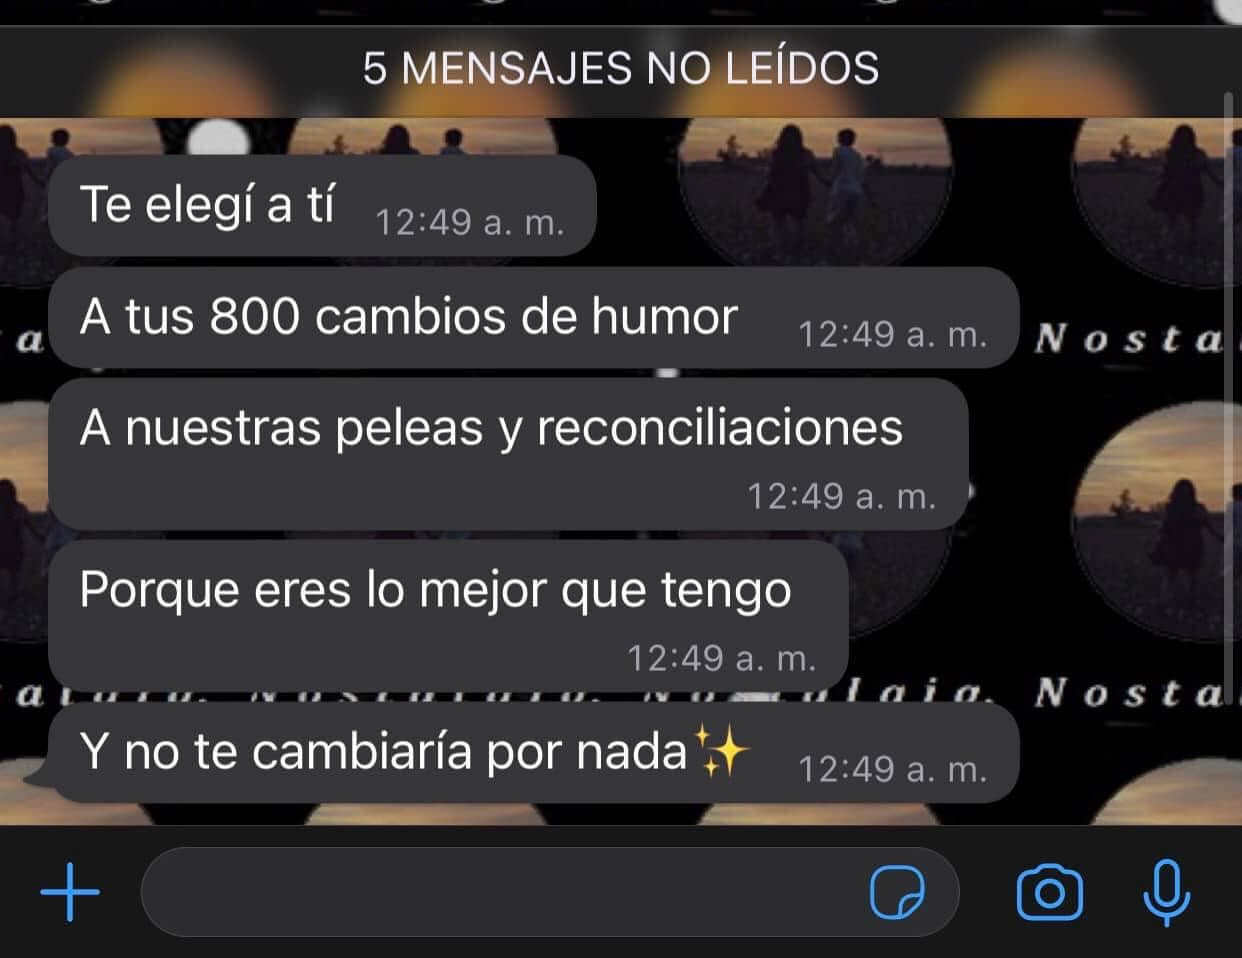 5 MENSAJES NO LEÍDOS
Te elegí a tí 12:49 a. m.
A tus 800 cambios de humor 12:49 a. m.
a Nosta
A nuestras peleas y reconciliaciones
12:49 a. m.
Porque eres lo mejor que tengo
12:49 a. m.
Nosta
Y no te cambiaría por nada✨ 12:49 a. m.